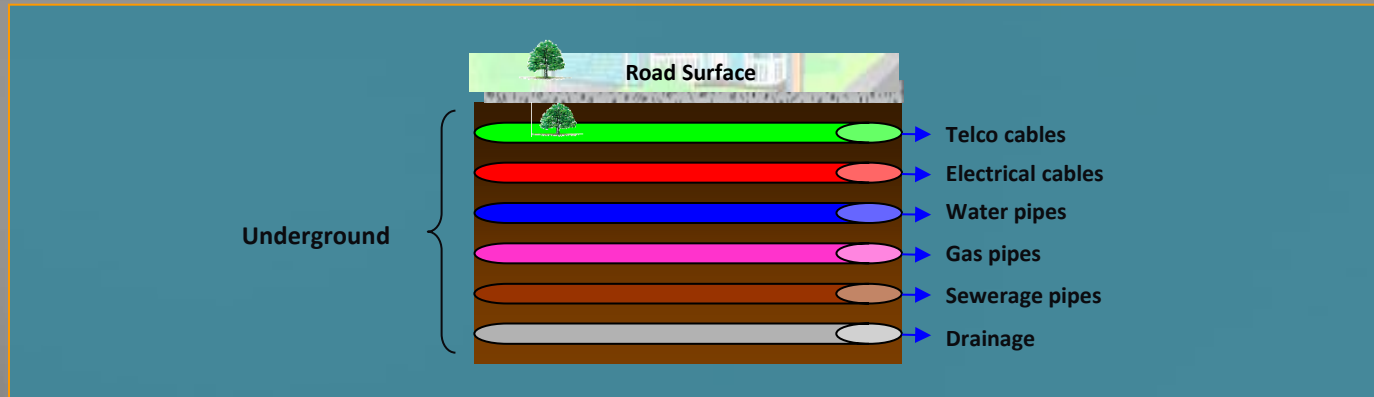 Road Surface
Telco cables
Electrical cables
Water pipes
Underground
Gas pipes
Sewerage pipes
Drainage